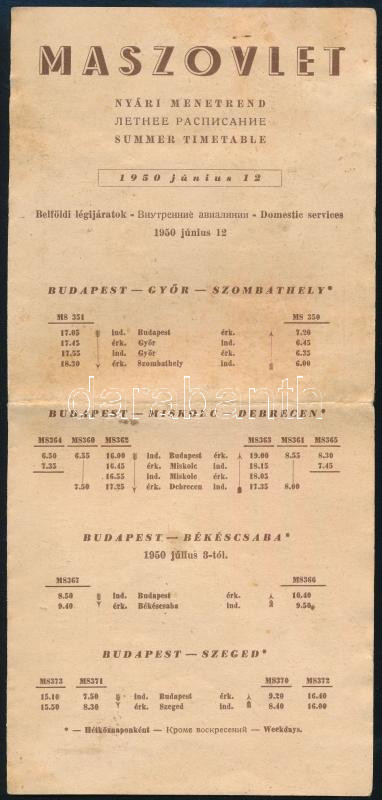 MASZOVLET
NYÁRI MENETREND
ЛЕТНЕЕ РАСПИСАНИЕ
SUMMER TIMETABLE
1950 június 12
Belföldi légijáratok - Внутренние авиалинии - Domestic services
1950 június 12
BUDAPEST — GYŐR — SZOMBATHELY*
MS 351 MS 350
17.05 ind. Budapest érk. 7.20
17.45 érk. Győr ind. 6.45
17.55 ind. Győr érk. 6.35
18.30 érk. Szombathely ind. 6.00
darabanth
BUDAPEST — MISKOLC — DEBRECEN*
MS364 MS360 MS362 MS363 MS361 MS365
6.50 6.55 16.00 ind. Budapest érk. 19.00 8.55 8.30
7.35 16.45 érk. Miskolc ind. 18.15 7.45
16.55 ind. Miskolc érk. 18.05
7.50 17.25 érk. Debrecen ind. 17.35 8.00
BUDAPEST — BÉKÉSCSABA*
1950 július 3-tól.
MS367 MS366
8.50 ind. Budapest érk. 10.40
9.40 érk. Békéscsaba ind. 9.50
BUDAPEST — SZEGED*
MS373 MS371 MS370 MS372
15.10 7.50 ind. Budapest érk. 9.20 16.40
15.50 8.30 érk. Szeged ind. 8.40 16.00
* — Hétköznaponként — Кроме воскресений — Weekdays.